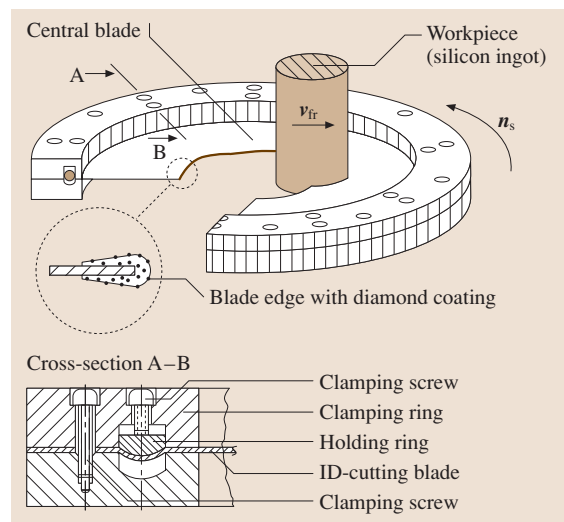 Central blade
Workpiece
(silicon ingot)
A
v_fr
n_s
B
Blade edge with diamond coating
Cross-section A–B
Clamping screw
Clamping ring
Holding ring
ID-cutting blade
Clamping screw